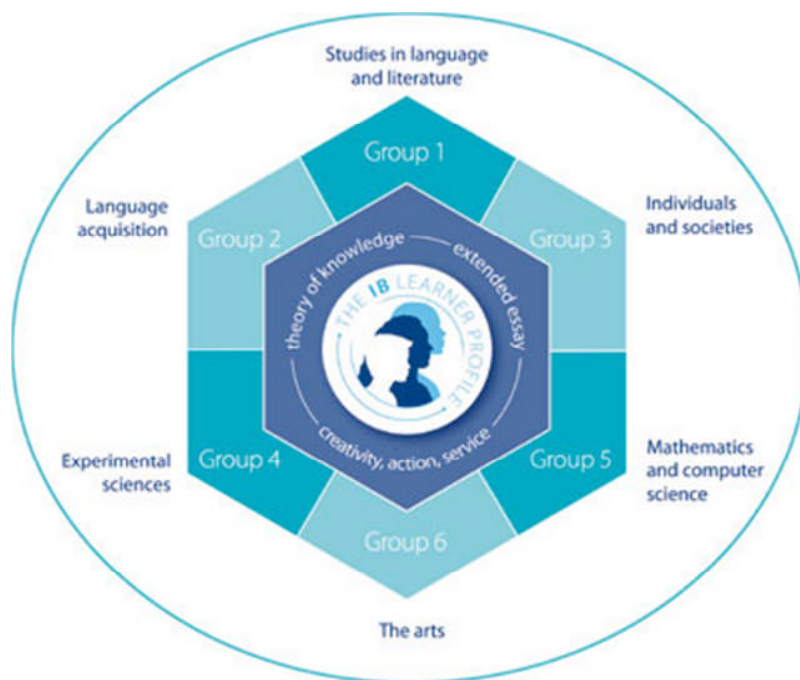 Studies in language
and literature
Group 1
Language
acquisition
Group 2
Individuals
and societies
Group 3
theory of knowledge
extended essay
THE IB LEARNER PROFILE
creativity, action, service
Experimental
sciences
Group 4
Group 5
Mathematics
and computer
science
Group 6
The arts